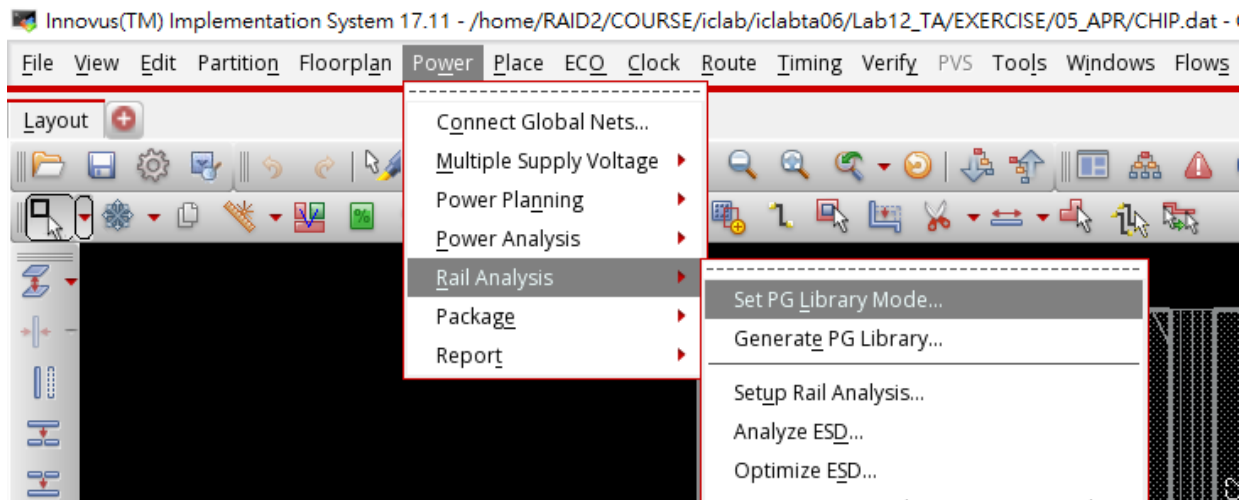 Innovus(TM) Implementation System 17.11 - /home/RAID2/COURSE/iclab/iclabta06/Lab12_TA/EXERCISE/05_APR/CHIP.dat -
File View Edit Partition Floorplan Power Place ECO Clock Route Timing Verify PVS Tools Windows Flows
Layout
Connect Global Nets...
Multiple Supply Voltage
Power Planning
Power Analysis
Rail Analysis
Package
Report
Set PG Library Mode...
Generate PG Library...
Setup Rail Analysis...
Analyze ESD...
Optimize ESD...